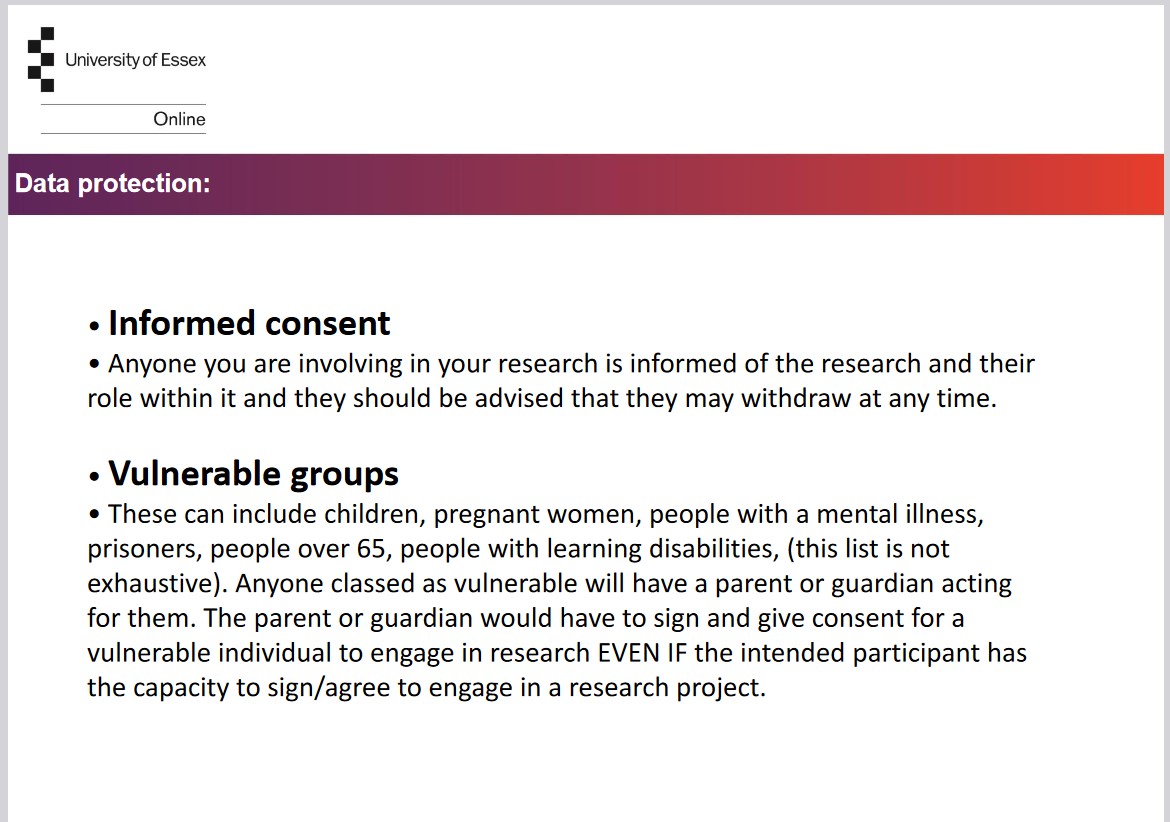 University of Essex
Online
Data protection:
• Informed consent
• Anyone you are involving in your research is informed of the research and their
role within it and they should be advised that they may withdraw at any time.
• Vulnerable groups
• These can include children, pregnant women, people with a mental illness,
prisoners, people over 65, people with learning disabilities, (this list is not
exhaustive). Anyone classed as vulnerable will have a parent or guardian acting
for them. The parent or guardian would have to sign and give consent for a
vulnerable individual to engage in research EVEN IF the intended participant has
the capacity to sign/agree to engage in a research project.